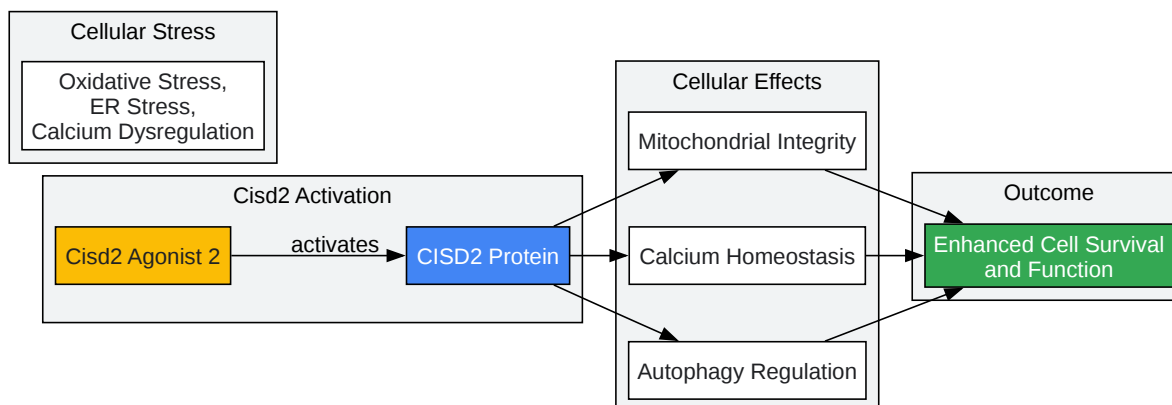 Cellular Stress
Oxidative Stress,
ER Stress,
Calcium Dysregulation
Cisd2 Activation
Cisd2 Agonist 2
activates
CISD2 Protein
Cellular Effects
Mitochondrial Integrity
Calcium Homeostasis
Autophagy Regulation
Outcome
Enhanced Cell Survival
and Function